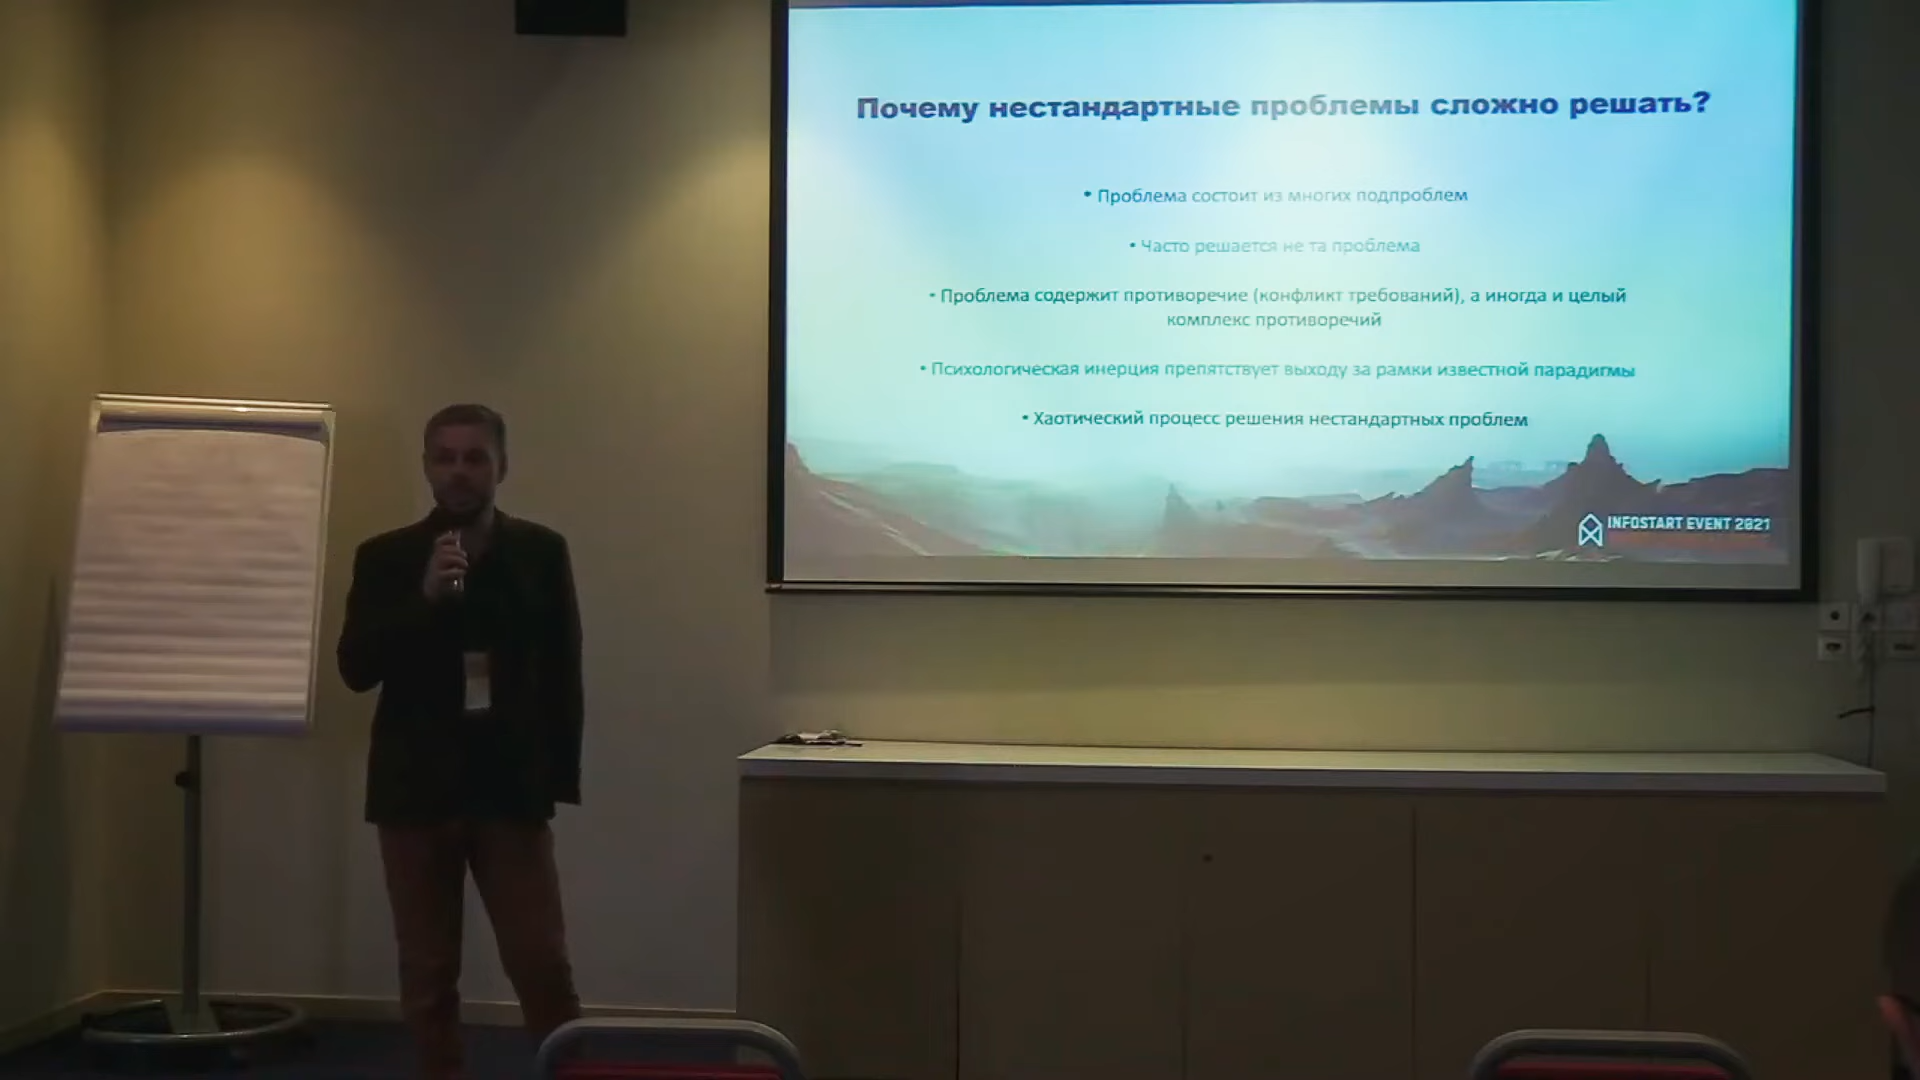 Почему нестандартные проблемы сложно решать?
• Проблема состоит из многих подпроблем
• Часто решается не та проблема
• Проблема содержит противоречие (конфликт требований), а иногда и целый
комплекс противоречий
• Психологическая инерция препятствует выходу за рамки известной парадигмы
• Хаотический процесс решения нестандартных проблем
INFOSTART EVENT 2021